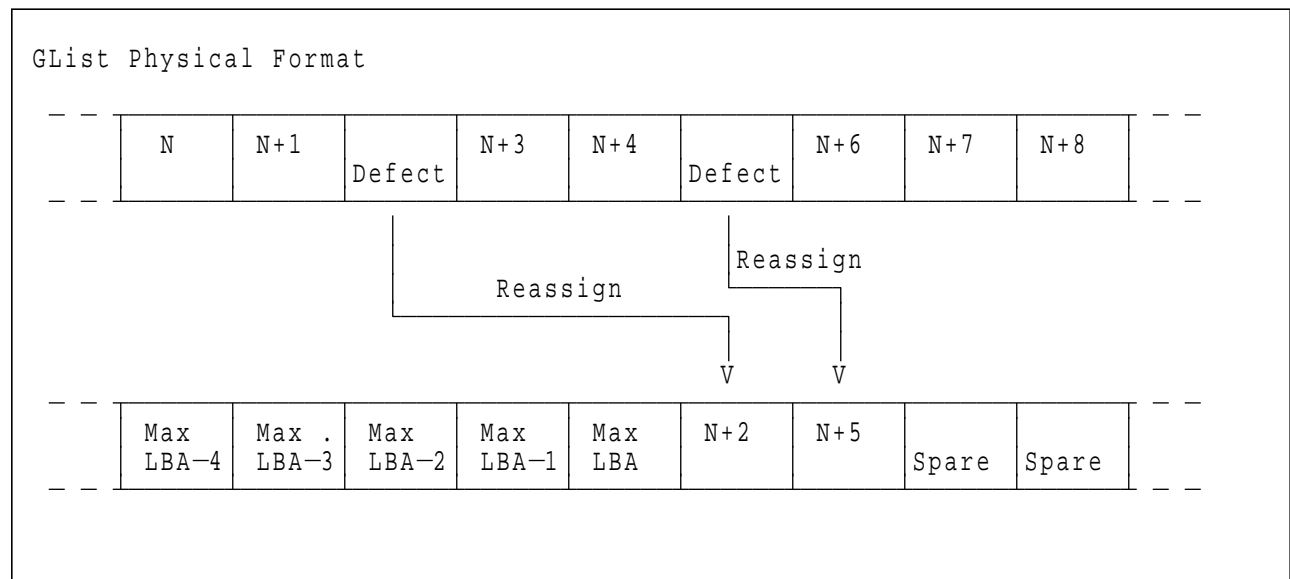 GList Physical Format
N N+1 N+3 N+4 N+6 N+7 N+8
Defect Defect
Reassign
Reassign
V V
Max Max . Max Max Max N+2 N+5
LBA—4 LBA—3 LBA—2 LBA—1 LBA Spare Spare